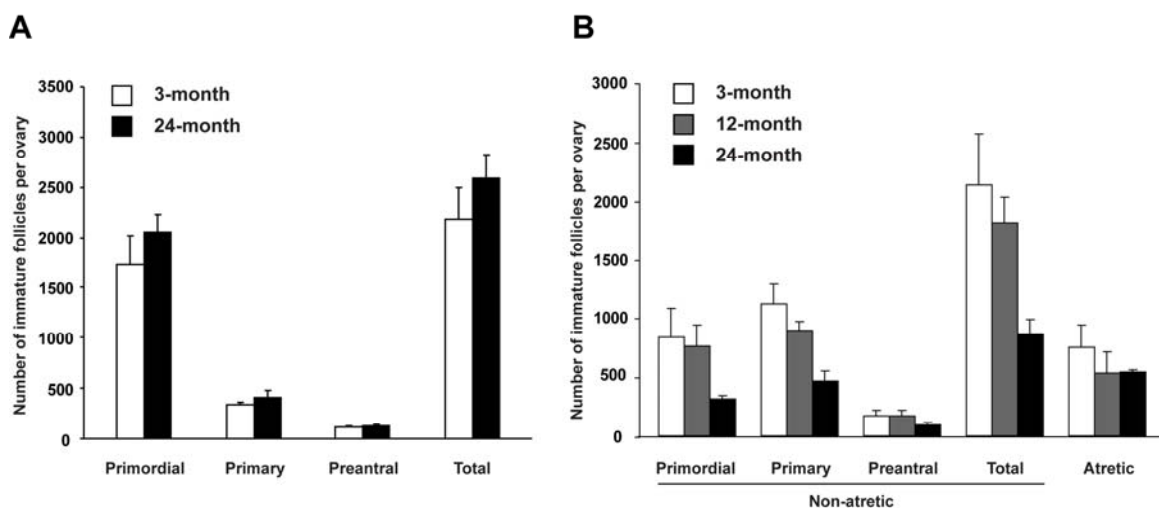 A
Number of immature follicles per ovary
3500
3000
2500
2000
1500
1000
500
0
3-month
24-month
Primordial
Primary
Preantral
Total
B
Number of immature follicles per ovary
3000
2500
2000
1500
1000
500
0
3-month
12-month
24-month
Primordial
Primary
Preantral
Total
Atretic
Non-atretic